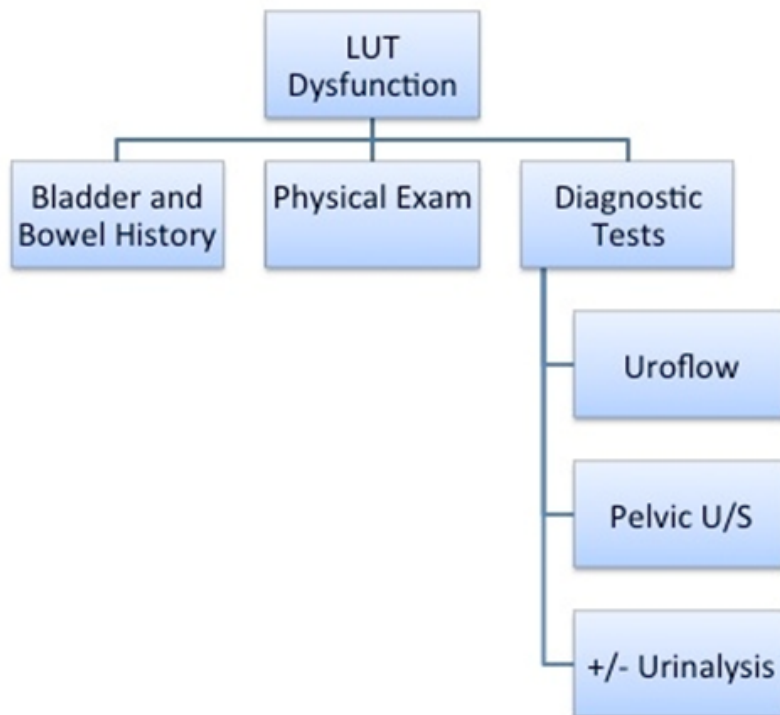 LUT
Dysfunction
Bladder and
Bowel History
Physical Exam
Diagnostic
Tests
Uroflow
Pelvic U/S
+/- Urinalysis